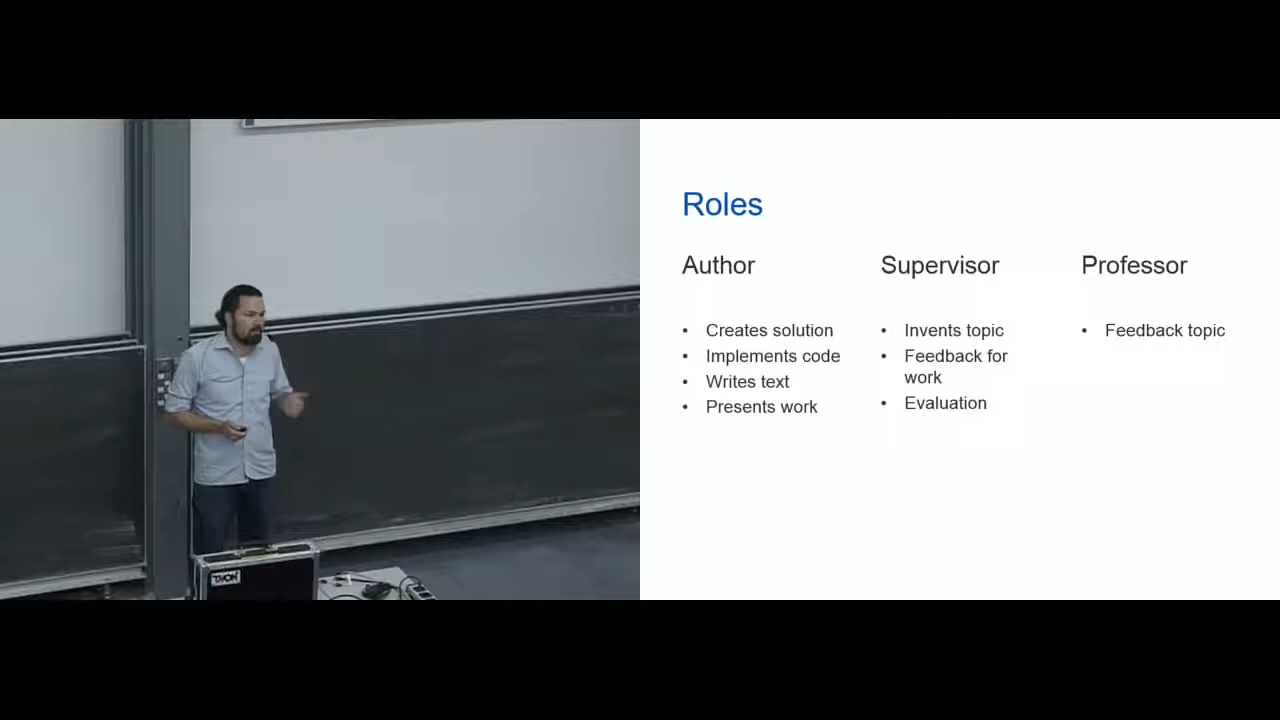 Roles
Author
Supervisor
Professor
Creates solution
Implements code
Writes text
Presents work
Invents topic
Feedback for
work
Evaluation
Feedback topic
THON